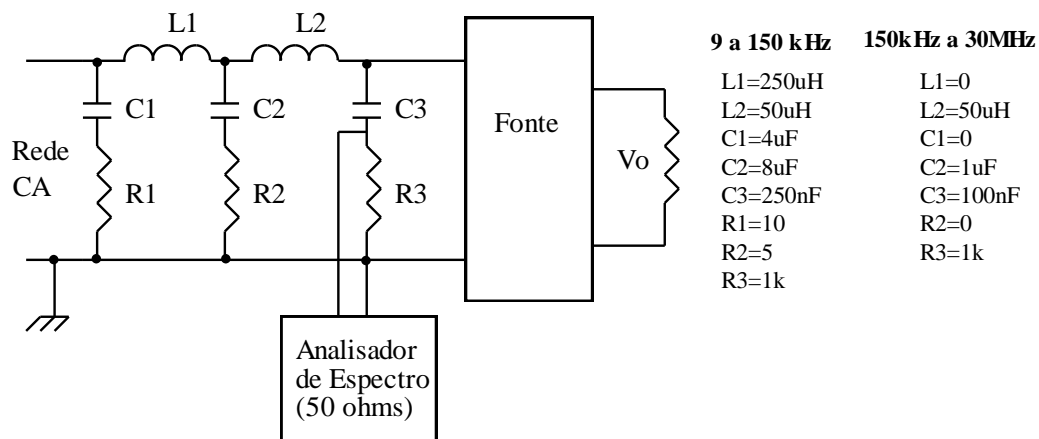 L1
L2
9 a 150 kHz
150kHz a 30MHz
C1
C2
C3
Fonte
Rede
CA
R1
R2
R3
Vo
L1=250uH
L2=50uH
C1=4uF
C2=8uF
C3=250nF
R1=10
R2=5
R3=1k
L1=0
L2=50uH
C1=0
C2=1uF
C3=100nF
R2=0
R3=1k
Analisador
de Espectro
(50 ohms)